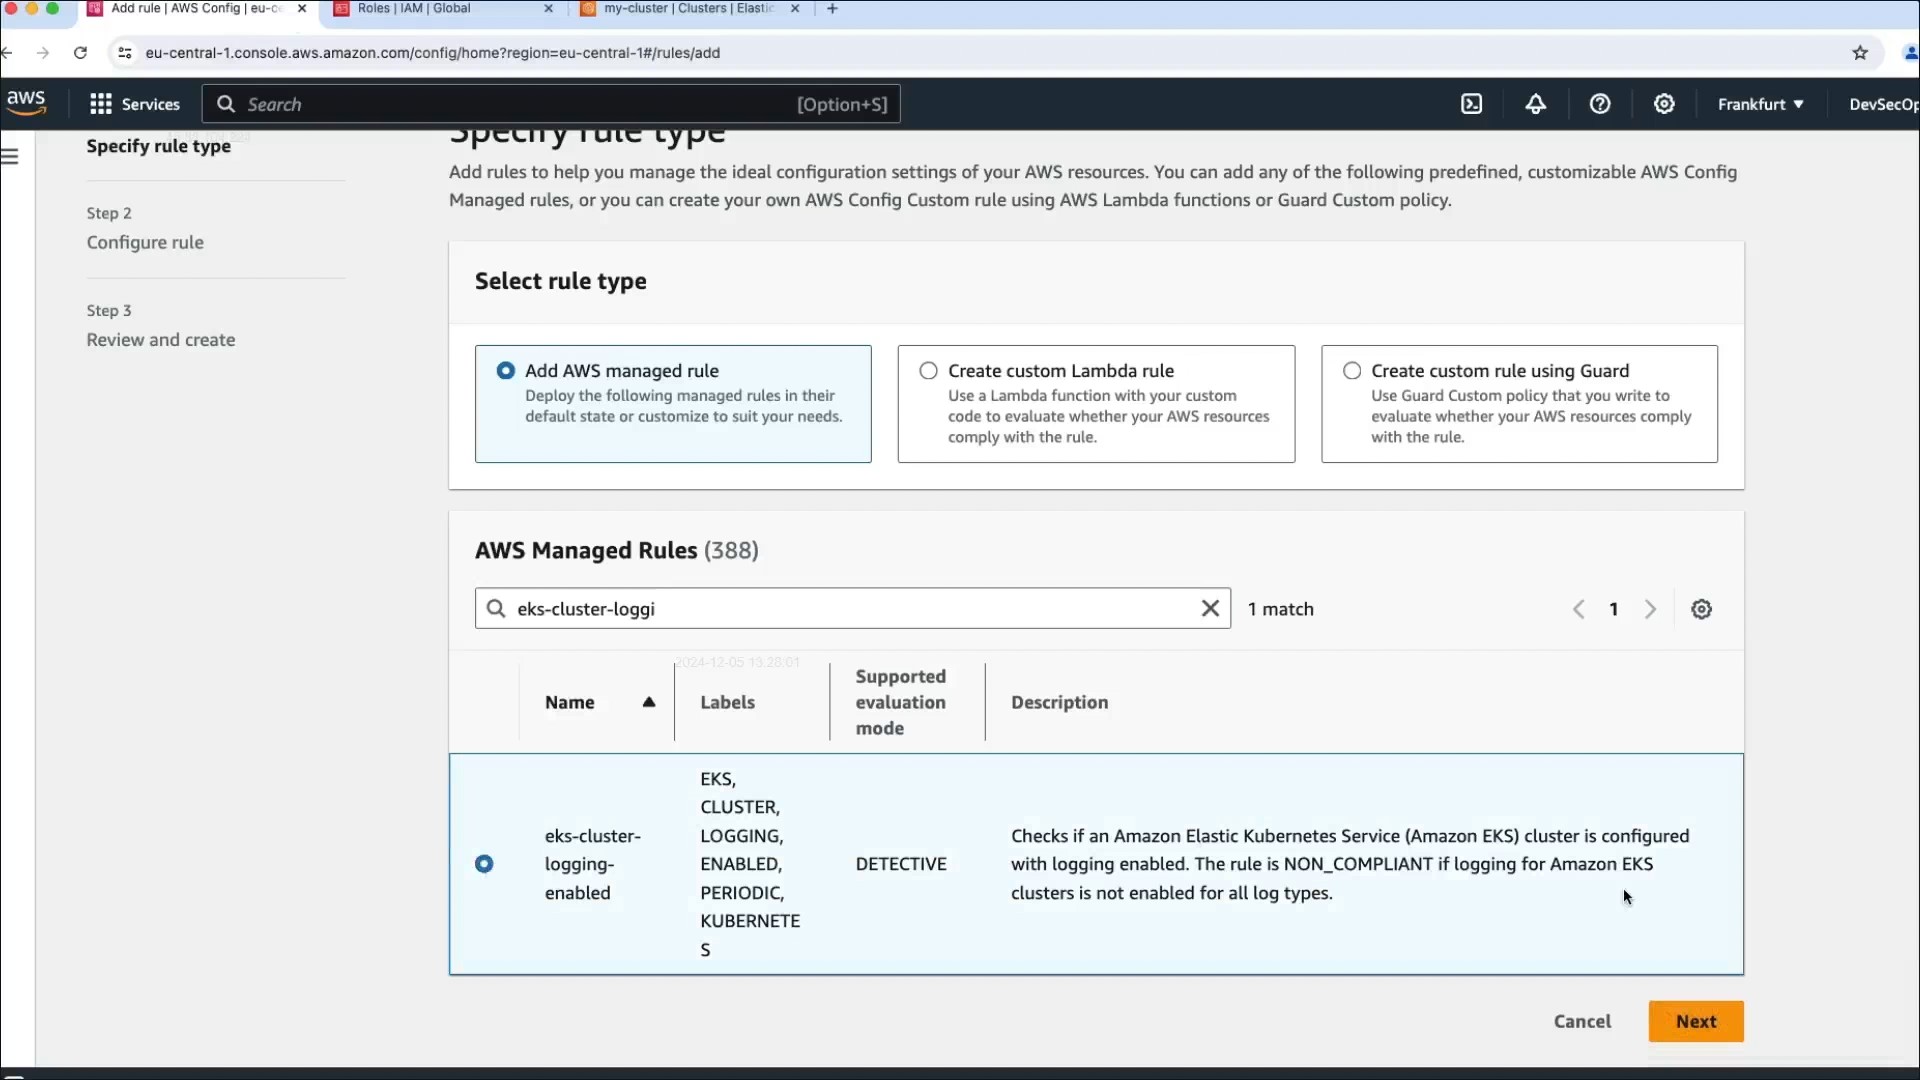 Add rule | AWS Config | eu-ce
Roles | IAM | Global
my-cluster | Clusters | Elastic
eu-central-1.console.aws.amazon.com/config/home?region=eu-central-1#/rules/add
aws
Services
Search
[Option+S]
Frankfurt
DevSecOp
Specify rule type
Step 2
Configure rule
Step 3
Review and create
Specify rule type
Add rules to help you manage the ideal configuration settings of your AWS resources. You can add any of the following predefined, customizable AWS Config
Managed rules, or you can create your own AWS Config Custom rule using AWS Lambda functions or Guard Custom policy.
Select rule type
Add AWS managed rule
Deploy the following managed rules in their
default state or customize to suit your needs.
Create custom Lambda rule
Use a Lambda function with your custom
code to evaluate whether your AWS resources
comply with the rule.
Create custom rule using Guard
Use Guard Custom policy that you write to
evaluate whether your AWS resources comply
with the rule.
AWS Managed Rules (388)
eks-cluster-loggi
1 match
1
2024-12-05 13:28:01
Name
Labels
Supported
evaluation
mode
Description
eks-cluster-
logging-
enabled
EKS,
CLUSTER,
LOGGING,
ENABLED,
PERIODIC,
KUBERNETE
S
DETECTIVE
Checks if an Amazon Elastic Kubernetes Service (Amazon EKS) cluster is configured
with logging enabled. The rule is NON_COMPLIANT if logging for Amazon EKS
clusters is not enabled for all log types.
Cancel
Next